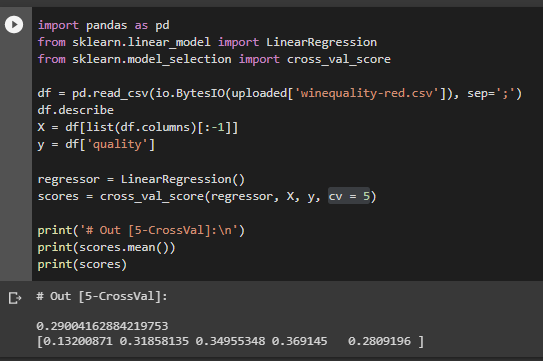 import pandas as pd
from sklearn.linear_model import LinearRegression
from sklearn.model_selection import cross_val_score
df = pd.read_csv(io.BytesIO(uploaded['winequality-red.csv']), sep=';')
df.describe
X = df[list(df.columns)[:-1]]
y = df['quality']
regressor = LinearRegression()
scores = cross_val_score(regressor, X, y, cv = 5)
print('# Out [5-CrossVal]:\n')
print(scores.mean())
print(scores)
# Out [5-CrossVal]:
0.29004162884219753
[0.13200871 0.31858135 0.34955348 0.369145   0.2809196 ]